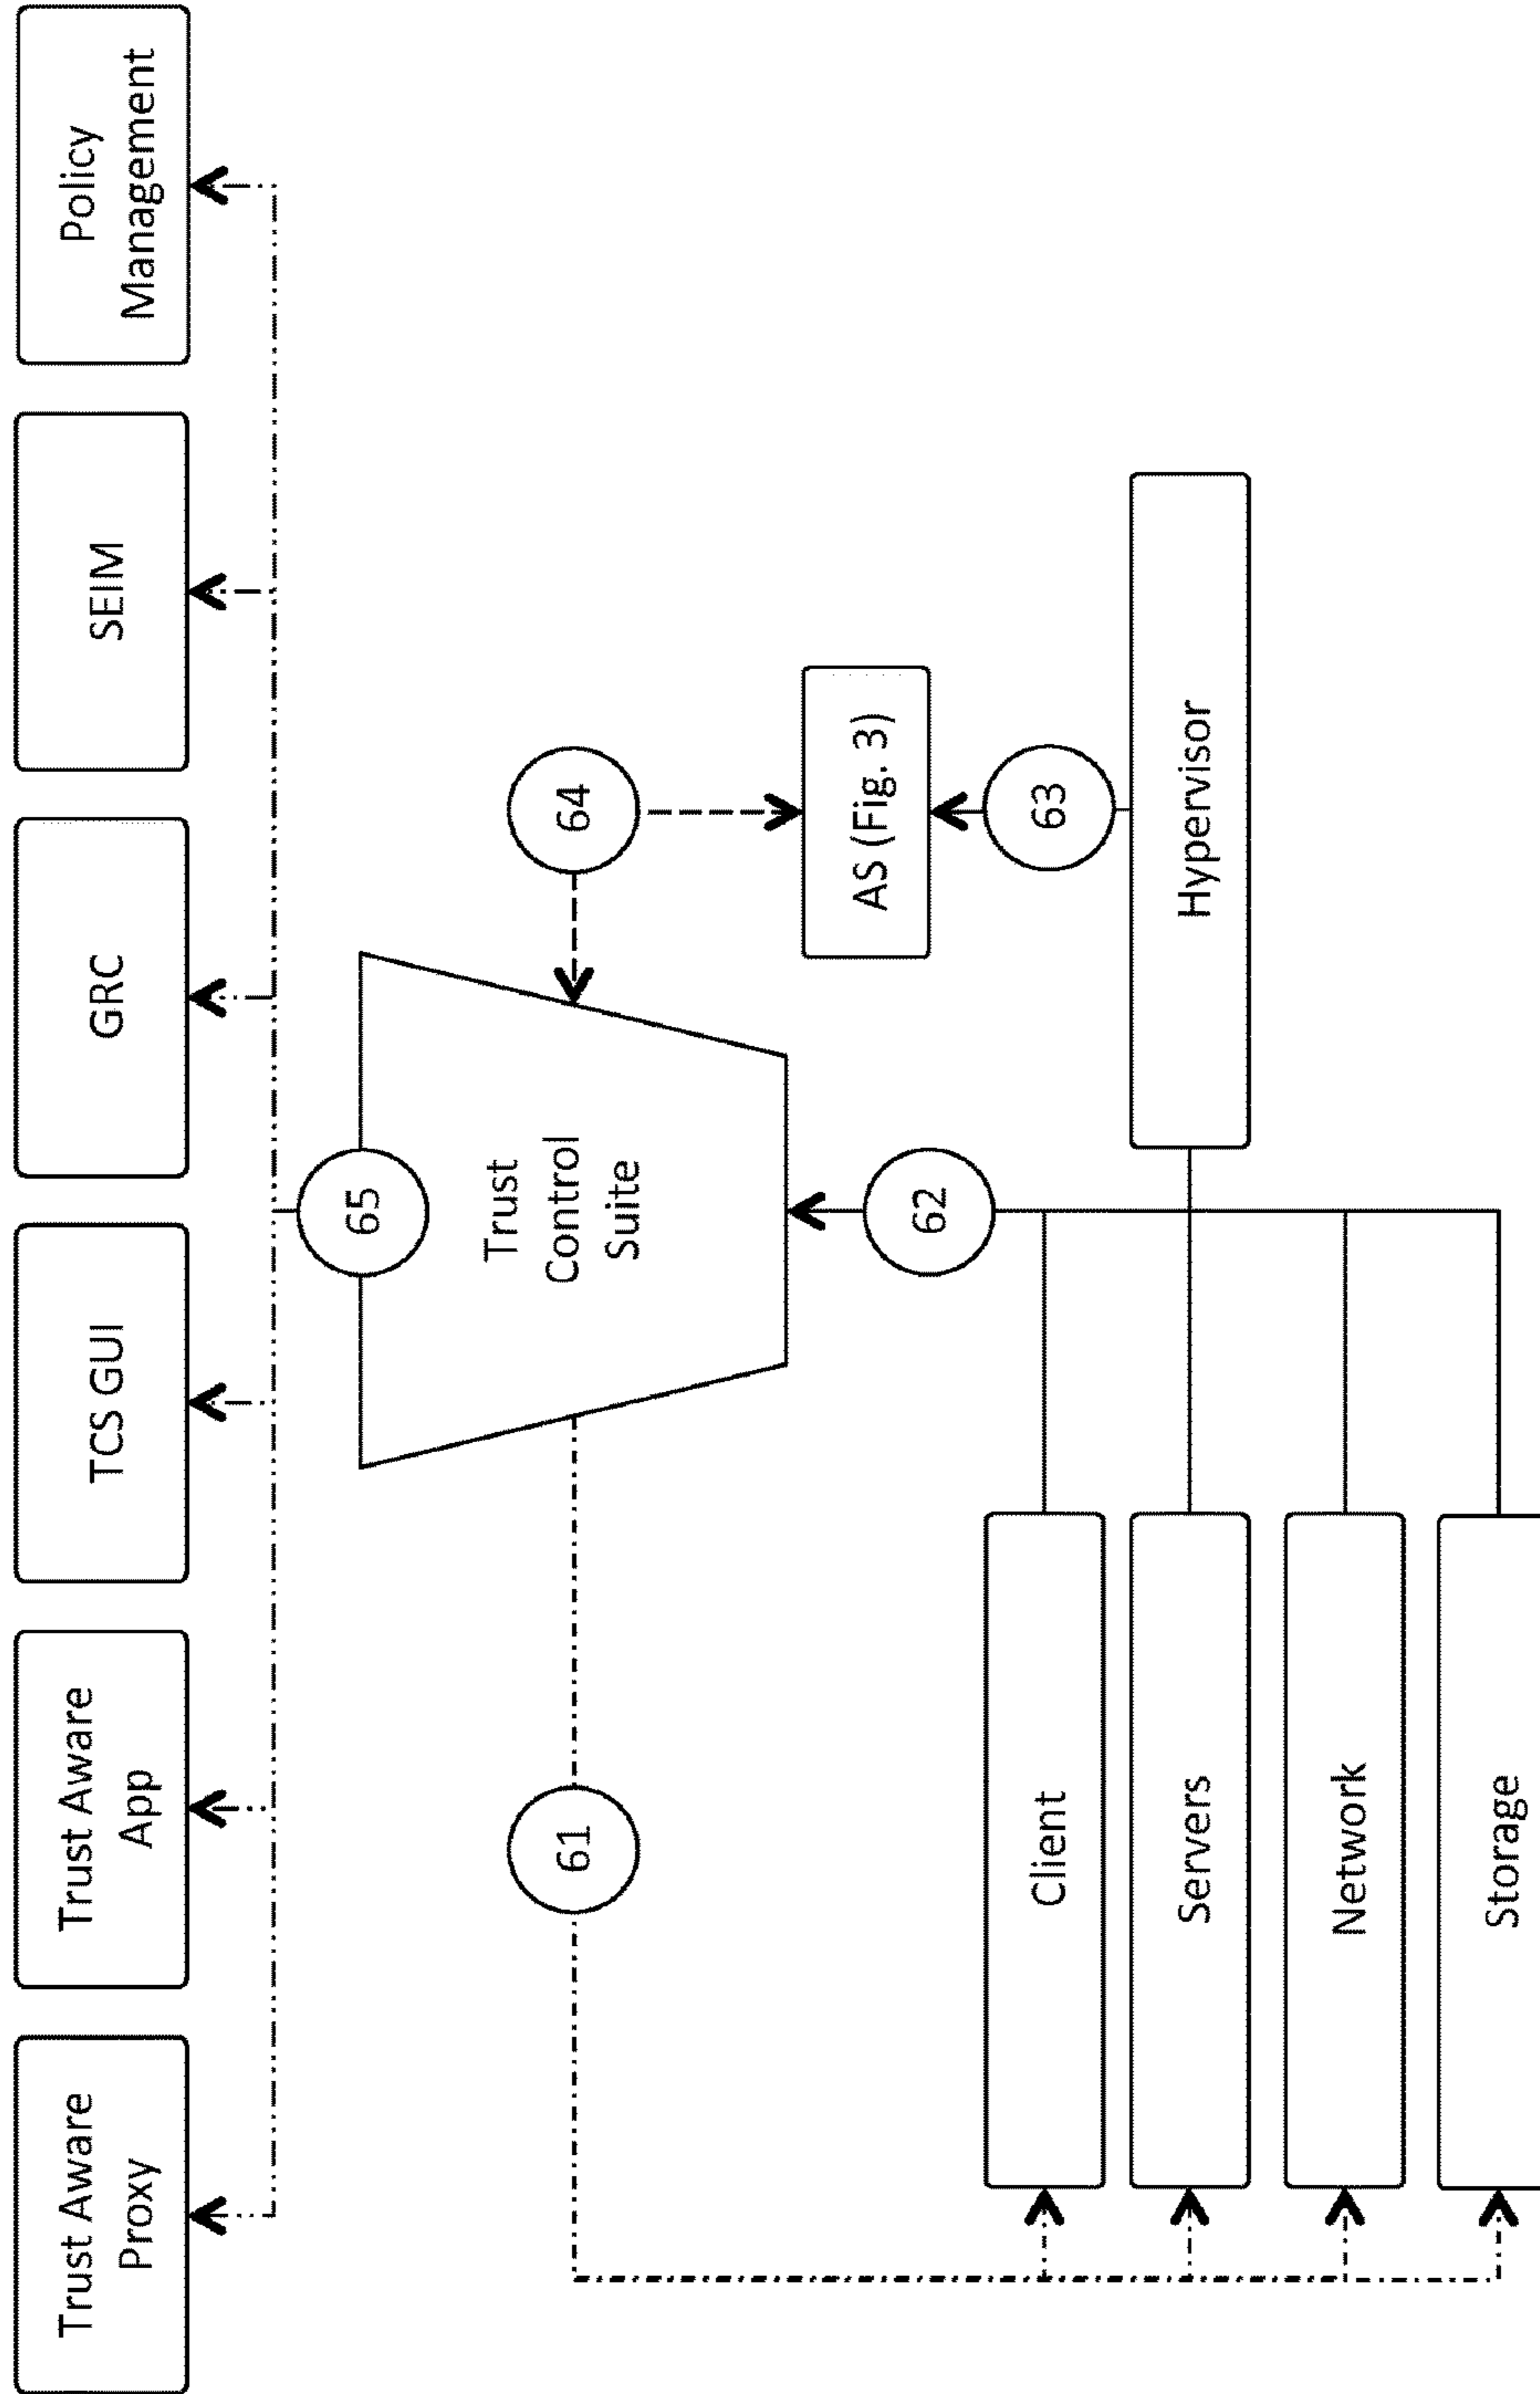 Trust Aware
Proxy
Trust Aware
App
TCS GUI
GRC
SEIM
Policy
Management
65
Trust
Control
Suite
61
64
62
AS (Fig. 3)
63
Client
Servers
Hypervisor
Network
Storage